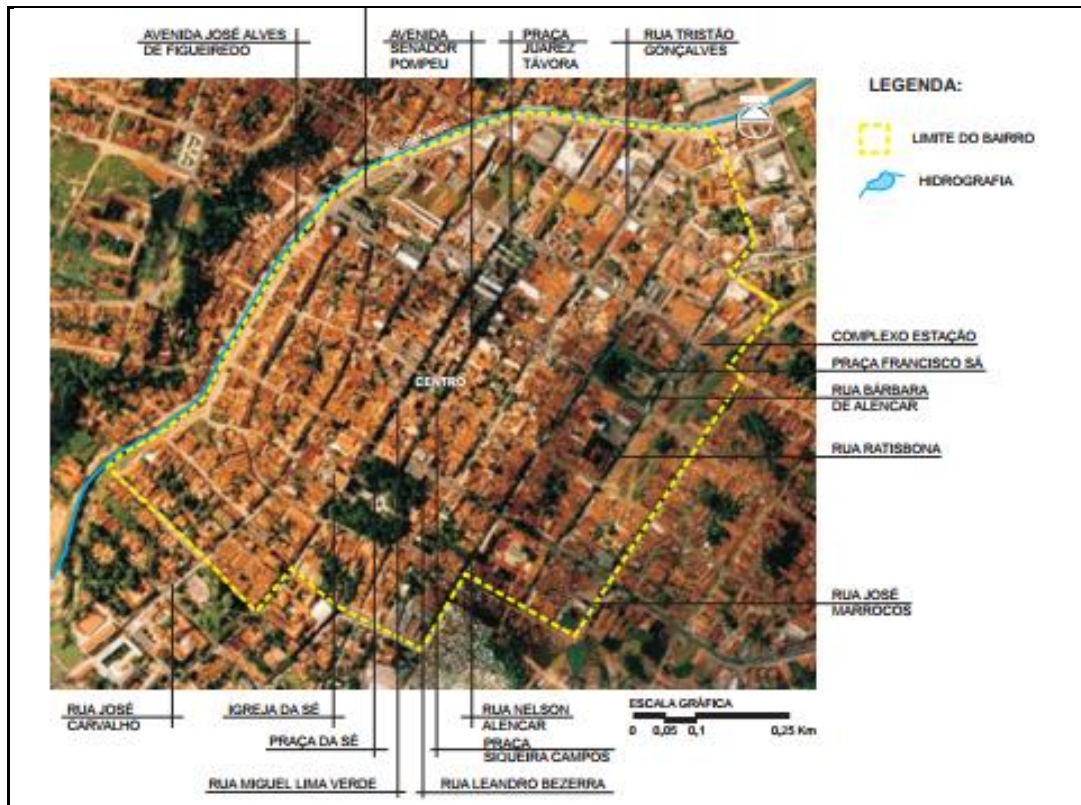 AVENIDA JOSÉ ALVES
DE FIGUEIREDO
AVENIDA
SENADOR
POMPEU
PRAÇA
JUAREZ
TÁVORA
RUA TRISTÃO
GONÇALVES
LEGENDA:
LIMITE DO BAIRRO
HIDROGRAFIA
CENTRO
COMPLEXO ESTAÇÃO
PRAÇA FRANCISCO SÁ
RUA BÁRBARA
DE ALENCAR
RUA RATISBONA
RUA JOSÉ
MARROCOS
RUA JOSÉ
CARVALHO
IGREJA DA SÉ
PRAÇA DA SÉ
RUA MIGUEL LIMA VERDE
RUA NELSON
ALENCAR
PRAÇA
SIQUEIRA CAMPOS
RUA LEANDRO BEZERRA
ESCALA GRÁFICA
0 0,05 0,1 0,25 Km